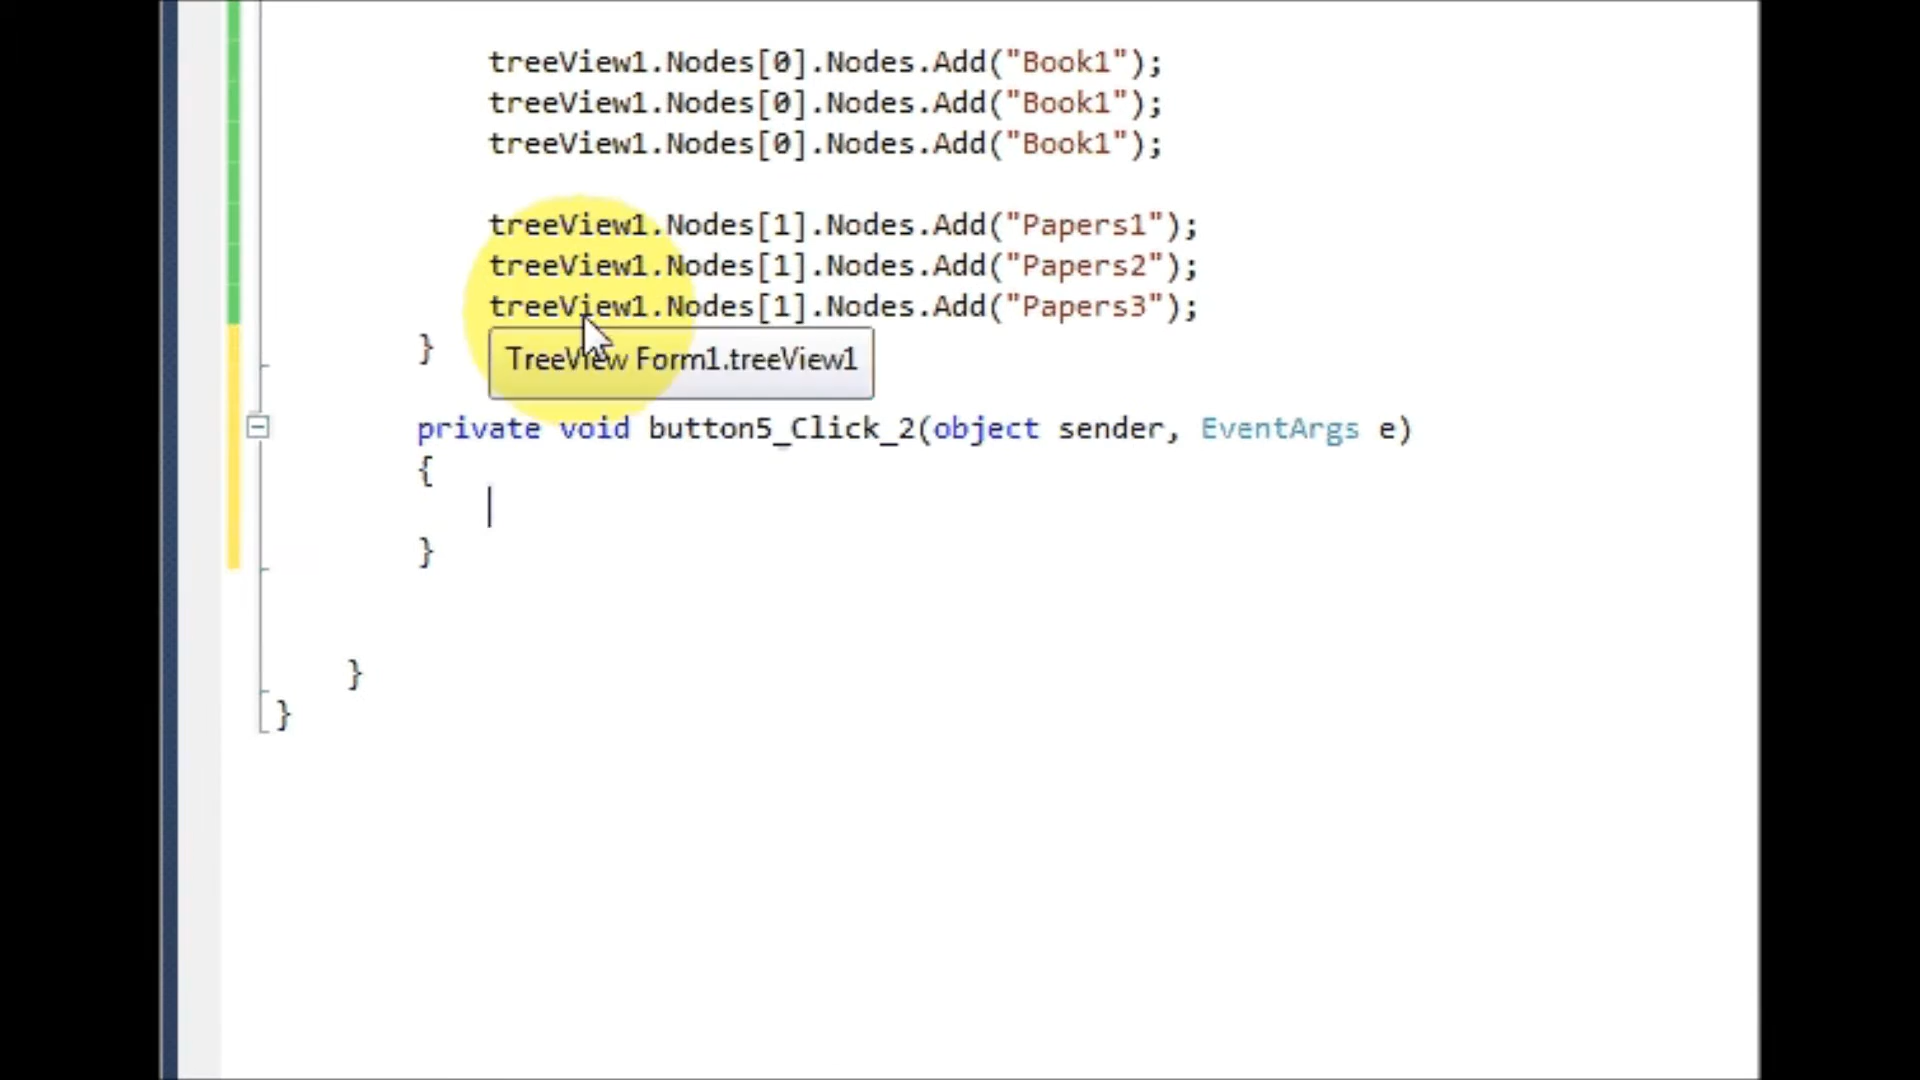 treeView1.Nodes[0].Nodes.Add("Book1");
treeView1.Nodes[0].Nodes.Add("Book1");
treeView1.Nodes[0].Nodes.Add("Book1");
treeView1.Nodes[1].Nodes.Add("Papers1");
treeView1.Nodes[1].Nodes.Add("Papers2");
treeView1.Nodes[1].Nodes.Add("Papers3");
}
TreeView Form1.treeView1
private void button5_Click_2(object sender, EventArgs e)
{
}
}
}